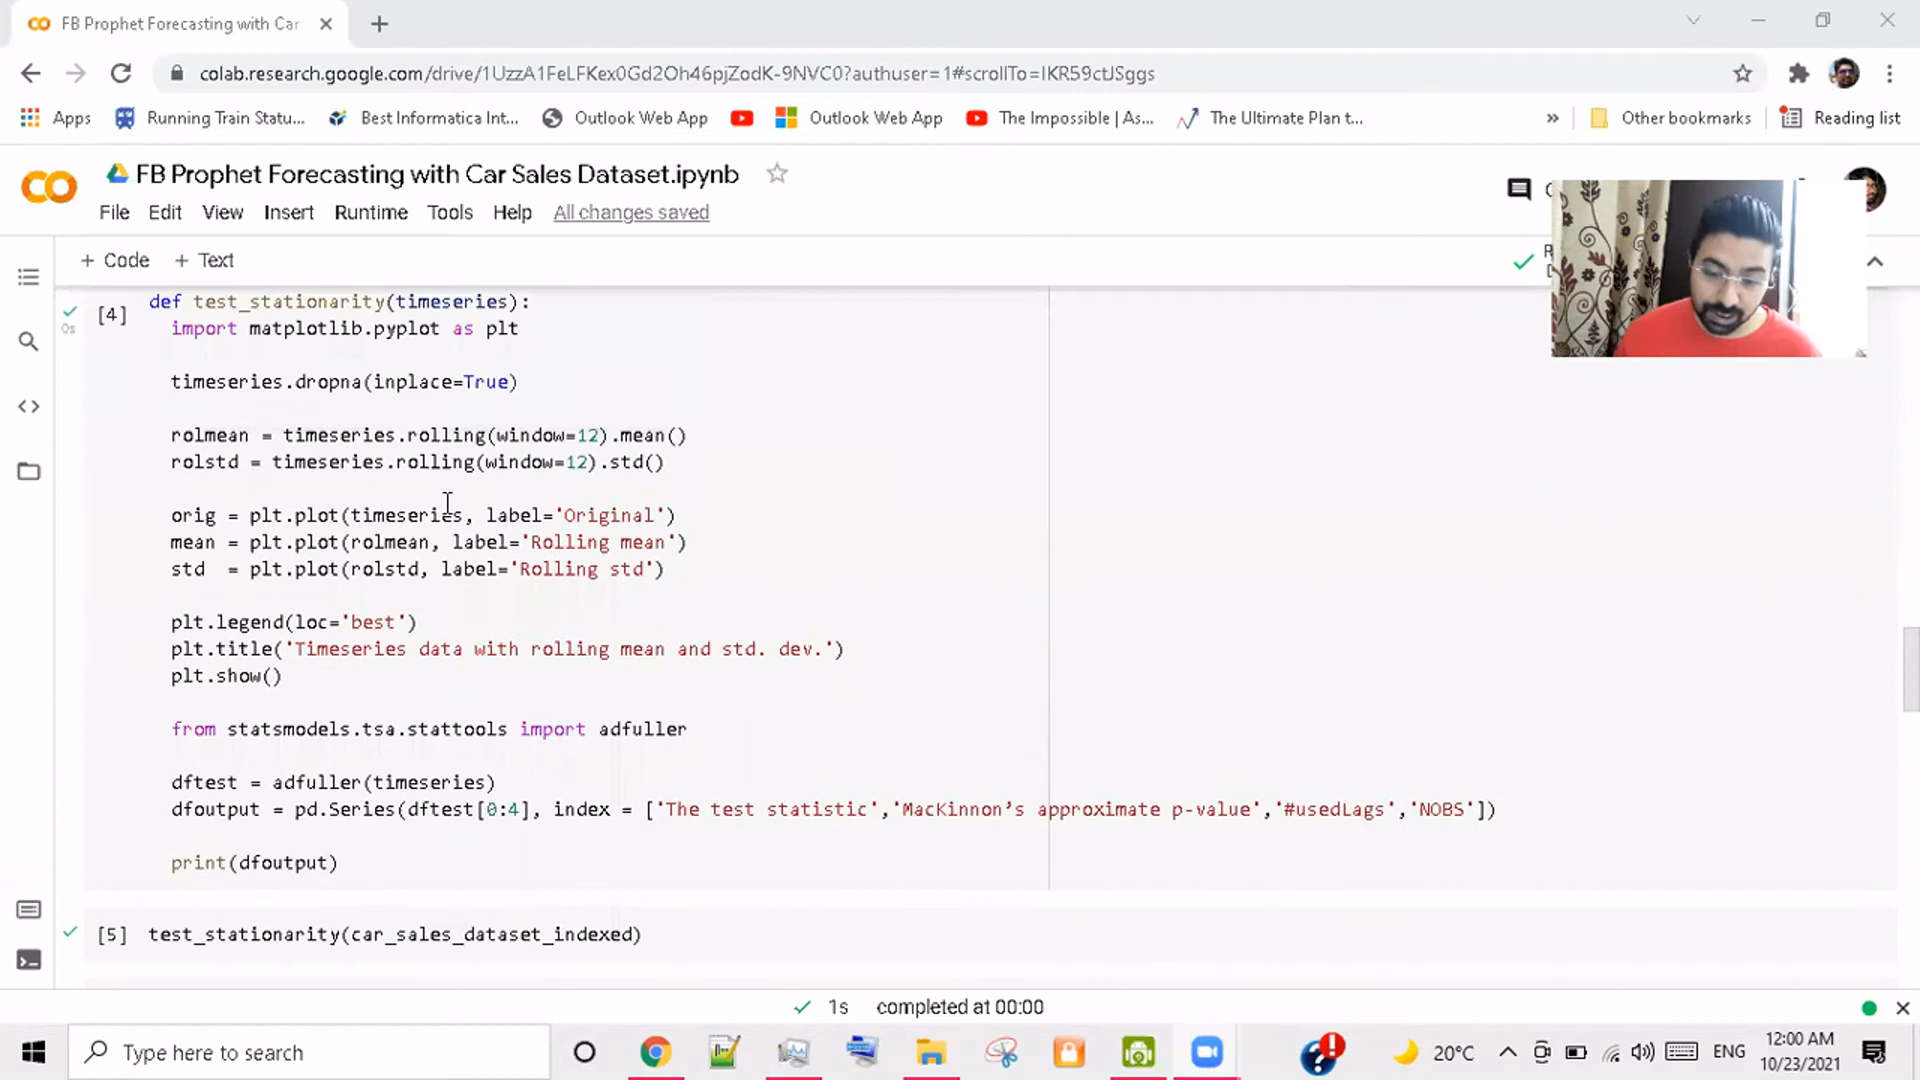 FB Prophet Forecasting with Car
colab.research.google.com/drive/1UzzA1FeLFKex0Gd2Oh46pjZodK-9NVC0?authuser=1#scrollTo=IKR59ctJSggs
Apps Running Train Statu... Best Informatica Int... Outlook Web App Outlook Web App The Impossible | As... The Ultimate Plan t... » Other bookmarks Reading list
FB Prophet Forecasting with Car Sales Dataset.ipynb
File Edit View Insert Runtime Tools Help All changes saved
+ Code + Text
[4] def test_stationarity(timeseries):
0s
import matplotlib.pyplot as plt
timeseries.dropna(inplace=True)
rolmean = timeseries.rolling(window=12).mean()
rolstd = timeseries.rolling(window=12).std()
orig = plt.plot(timeseries, label='Original')
mean = plt.plot(rolmean, label='Rolling mean')
std  = plt.plot(rolstd, label='Rolling std')
plt.legend(loc='best')
plt.title('Timeseries data with rolling mean and std. dev.')
plt.show()
from statsmodels.tsa.stattools import adfuller
dftest = adfuller(timeseries)
dfoutput = pd.Series(dftest[0:4], index = ['The test statistic','MacKinnon’s approximate p-value','#usedLags','NOBS'])
print(dfoutput)
[5] test_stationarity(car_sales_dataset_indexed)
1s completed at 00:00
Type here to search
20°C ENG 12:00 AM
10/23/2021